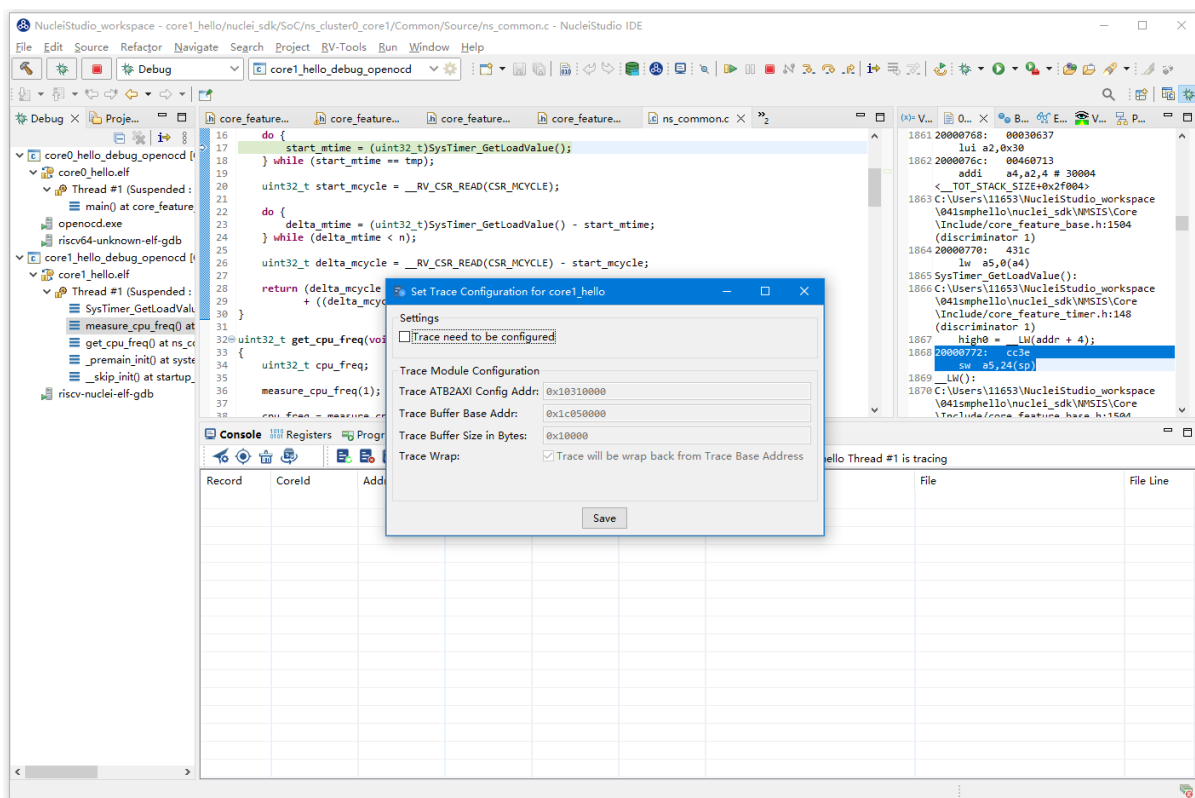 NucleiStudio_workspace - core1_hello/nuclei_sdk/SoC/ns_cluster0_core1/Common/Source/ns_common.c - NucleiStudio IDE
File Edit Source Refactor Navigate Search Project RV-Tools Run Window Help
Debug core1_hello_debug_openocd
Debug Proje...
core0_hello_debug_openocd [
core0_hello.elf
Thread #1 (Suspended :
main() at core_feature
openocd.exe
riscv64-unknown-elf-gdb
core1_hello_debug_openocd [
core1_hello.elf
Thread #1 (Suspended :
SysTimer_GetLoadValu
measure_cpu_freq() at
get_cpu_freq() at ns_co
_premain_init() at syste
__skip_init() at startup_
riscv-nuclei-elf-gdb
core_feature... core_feature... core_feature... core_feature... ns_common.c »2
16 do {
17 start_mtime = (uint32_t)SysTimer_GetLoadValue();
18 } while (start_mtime == tmp);
19
20 uint32_t start_mcycle = __RV_CSR_READ(CSR_MCYCLE);
21
22 do {
23 delta_mtime = (uint32_t)SysTimer_GetLoadValue() - start_mtime;
24 } while (delta_mtime < n);
25
26 uint32_t delta_mcycle = __RV_CSR_READ(CSR_MCYCLE) - start_mcycle;
27
28 return (delta_mcycle
29 + ((delta_mcyc
30 }
31
32 uint32_t get_cpu_freq(voi
33 {
34 uint32_t cpu_freq;
35
36 measure_cpu_freq(1);
37
38 cpu_freq = measure_cp
(x)= V... 0... B... E... V... P...
1861 20000768: 00030637
lui a2,0x30
1862 2000076c: 00460713
addi a4,a2,4 # 30004
<__TOT_STACK_SIZE+0x2f004>
1863 C:\Users\11653\NucleiStudio_workspace
\041smphello\nuclei_sdk\NMSIS\Core
\Include/core_feature_base.h:1504
(discriminator 1)
1864 20000770: 431c
lw a5,0(a4)
1865 SysTimer_GetLoadValue():
1866 C:\Users\11653\NucleiStudio_workspace
\041smphello\nuclei_sdk\NMSIS\Core
\Include/core_feature_timer.h:148
(discriminator 1)
1867 high0 = __LW(addr + 4);
1868 20000772: cc3e
sw a5,24(sp)
1869 __LW():
1870 C:\Users\11653\NucleiStudio_workspace
\041smphello\nuclei_sdk\NMSIS\Core
\Include/core_feature_base.h:1504
Set Trace Configuration for core1_hello
Settings
Trace need to be configured
Trace Module Configuration
Trace ATB2AXI Config Addr: 0x10310000
Trace Buffer Base Addr: 0x1c050000
Trace Buffer Size in Bytes: 0x10000
Trace Wrap: Trace will be wrap back from Trace Base Address
Save
Console Registers Progr
ello Thread #1 is tracing
Record CoreId Addr File File Line